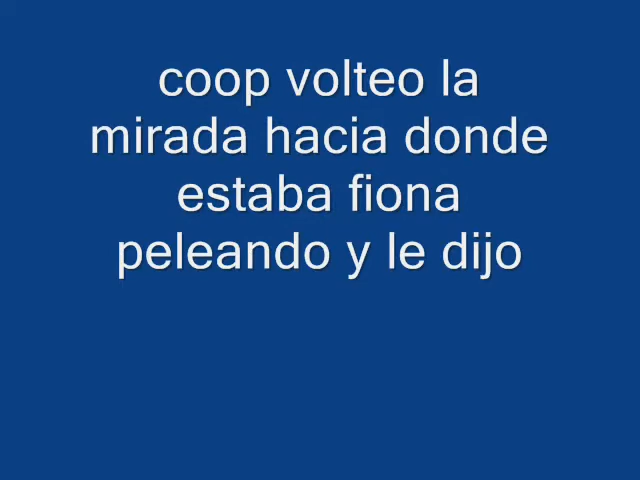 coop volteo la
mirada hacia donde
estaba fiona
peleando y le dijo